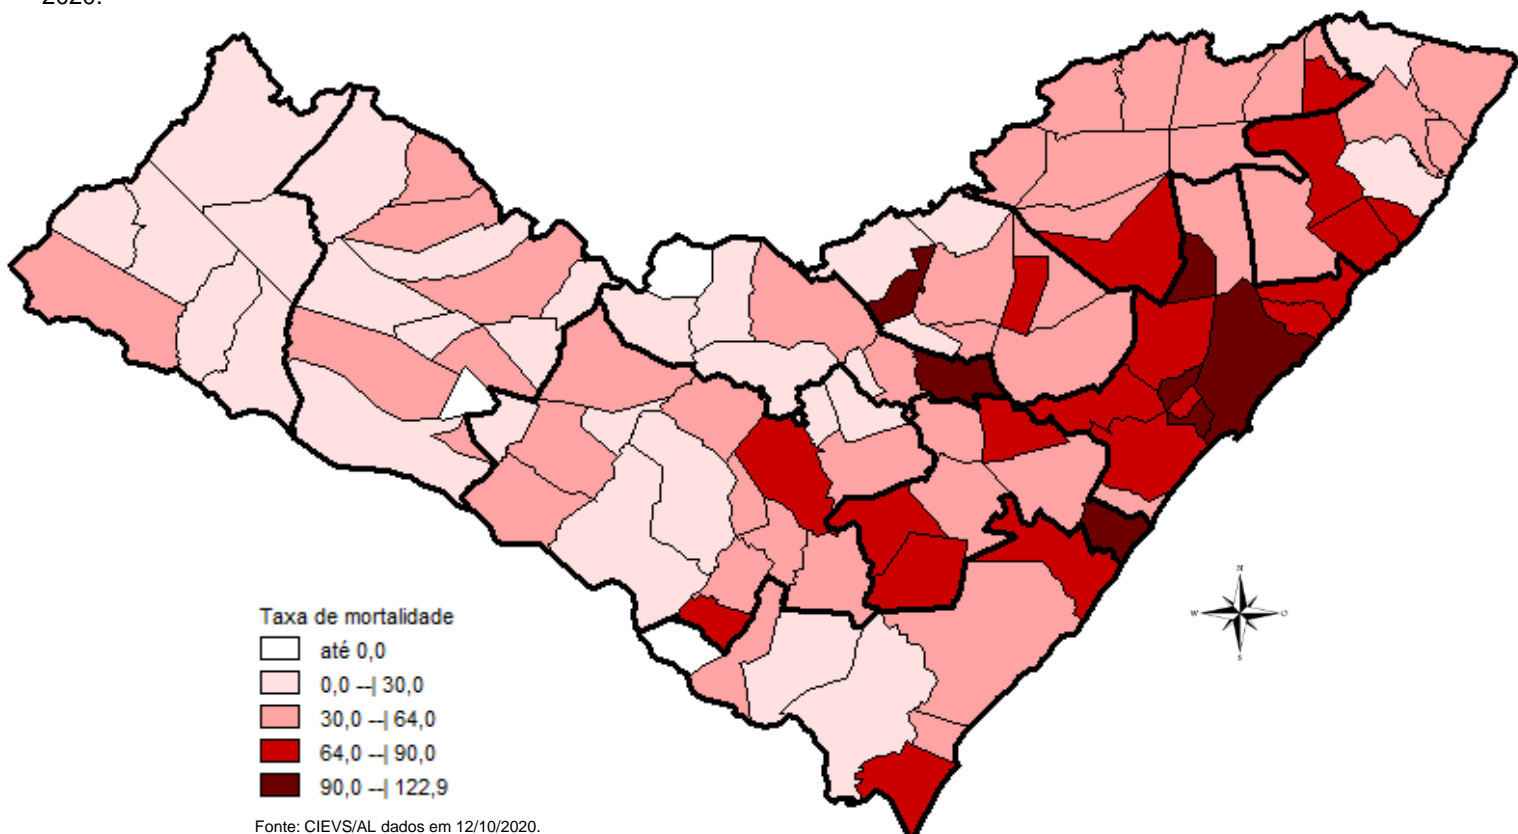 2020.
N
W
O
S
Taxa de mortalidade
até 0,0
0,0 --| 30,0
30,0 --| 64,0
64,0 --| 90,0
90,0 --| 122,9
Fonte: CIEVS/AL dados em 12/10/2020.